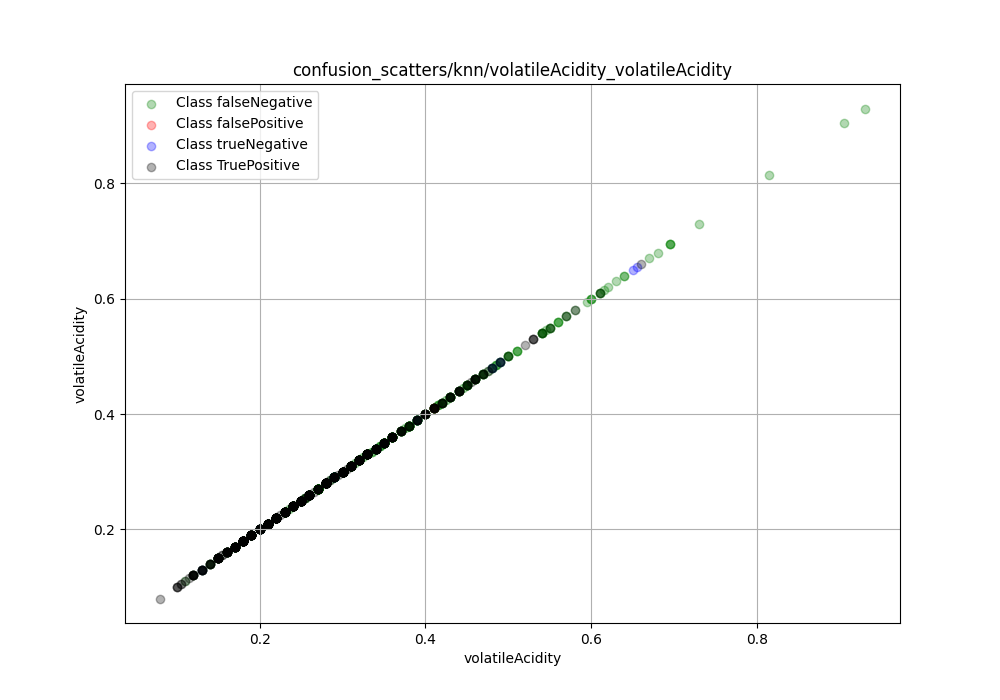 confusion_scatters/knn/volatileAcidity_volatileAcidity
Class falseNegative
Class falsePositive
Class trueNegative
Class TruePositive
0.8
0.6
0.4
0.2
volatileAcidity
0.2 0.4 0.6 0.8
volatileAcidity